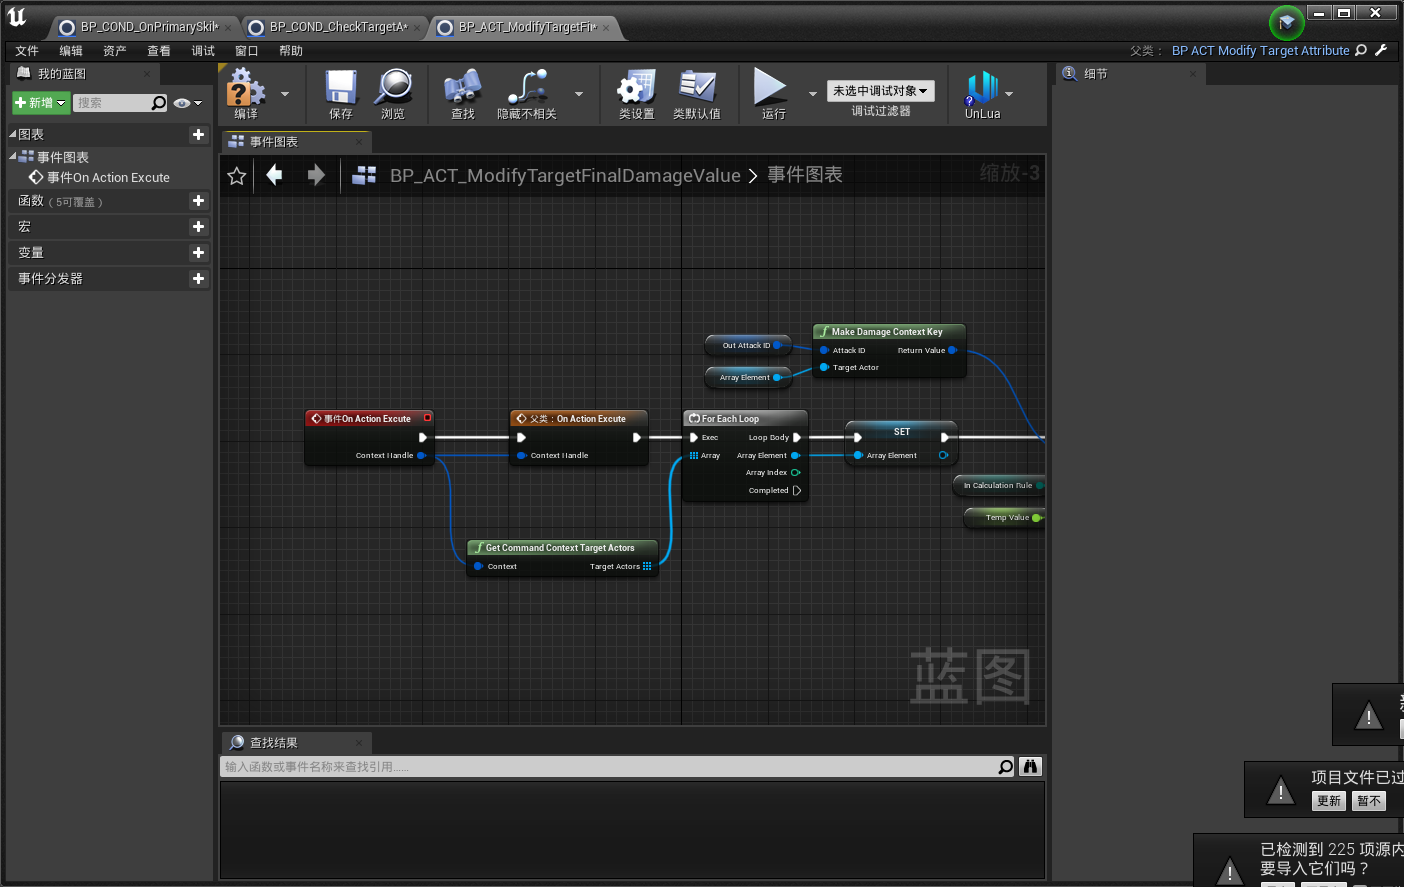 BP_COND_OnPrimarySkil*
BP_COND_CheckTargetA*
BP_ACT_ModifyTargetFir*
文件 编辑 资产 查看 调试 窗口 帮助
父类： BP ACT Modify Target Attribute
我的蓝图
新增
搜索
图表
事件图表
事件On Action Excute
函数（5可覆盖）
宏
变量
事件分发器
编译
保存
浏览
查找
隐藏不相关
类设置
类默认值
运行
未选中调试对象
调试过滤器
UnLua
细节
事件图表
BP_ACT_ModifyTargetFinalDamageValue > 事件图表
缩放-3
Out Attack ID
Array Element
Make Damage Context Key
Attack ID Return Value
Target Actor
事件On Action Excute
Context Handle
父类：On Action Excute
Context Handle
For Each Loop
Exec Loop Body
Array Array Element
Array Index
Completed
SET
Array Element
In Calculation Rule
Temp Value
Get Command Context Target Actors
Context Target Actors
蓝图
查找结果
输入函数或事件名称来查找引用......
项目文件已过
更新 暂不
已检测到 225 项源内
要导入它们吗？